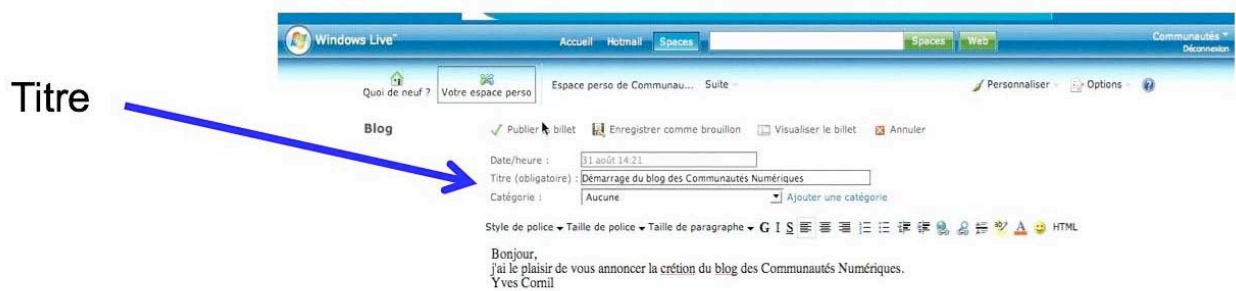 Windows Live™ Accueil Hotmail Spaces Spaces Web Communautés
Déconnexion
Titre
Quoi de neuf ? Votre espace perso Espace perso de Communau... Suite Personnaliser Options
Blog Publier billet Enregistrer comme brouillon Visualiser le billet Annuler
Date/heure : 31 août 14:21
Titre (obligatoire) : Démarrage du blog des Communautés Numériques
Catégorie : Aucune Ajouter une catégorie
Style de police Taille de police Taille de paragraphe G I S HTML
Bonjour,
j'ai le plaisir de vous annoncer la crétion du blog des Communautés Numériques.
Yves Cornil